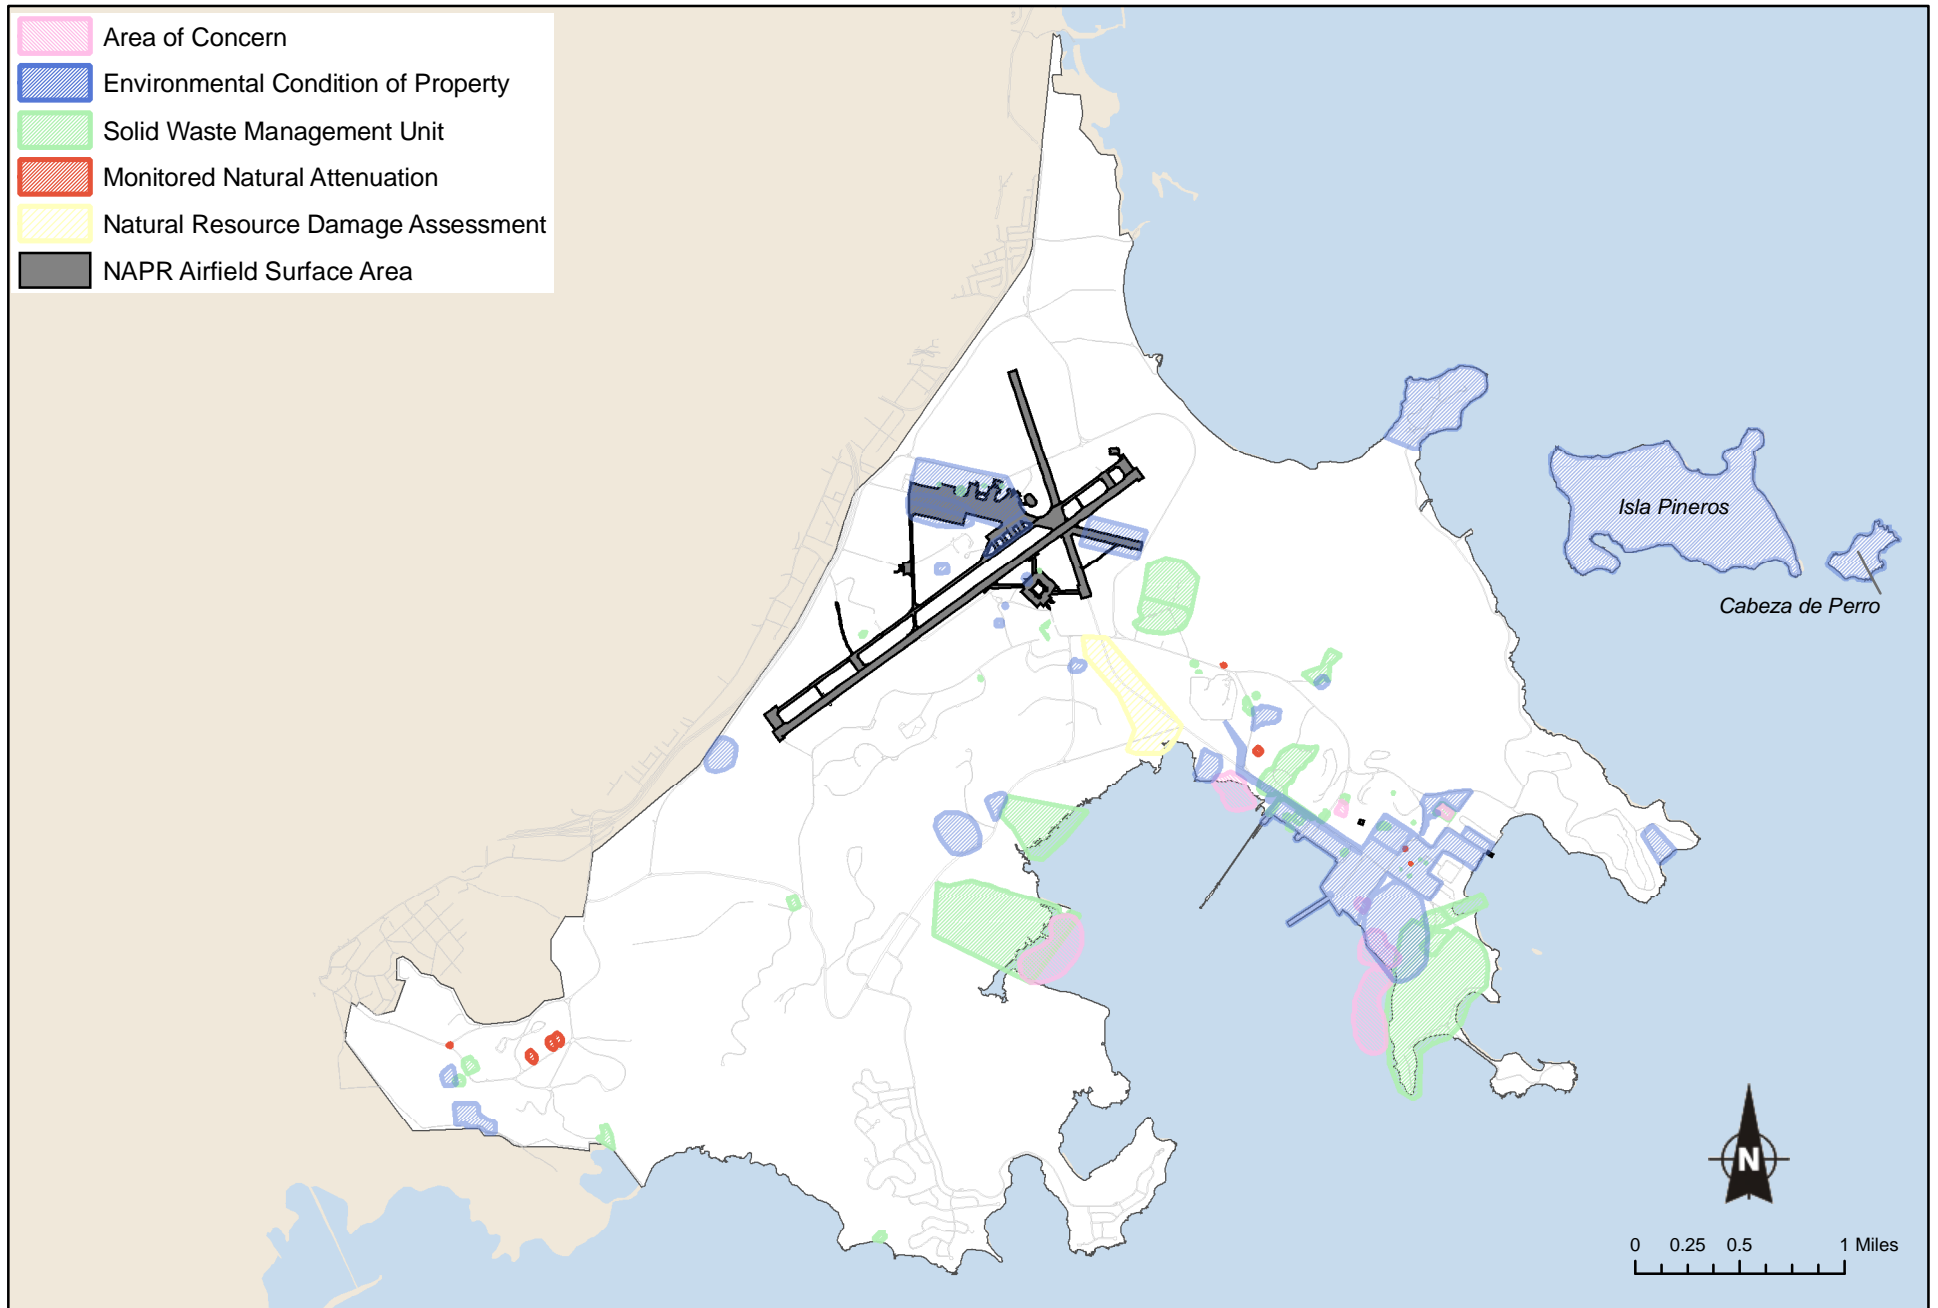 Area of Concern
Environmental Condition of Property
Solid Waste Management Unit
Monitored Natural Attenuation
Natural Resource Damage Assessment
NAPR Airfield Surface Area
Isla Pineros
Cabeza de Perro
N
0 0.25 0.5 1 Miles